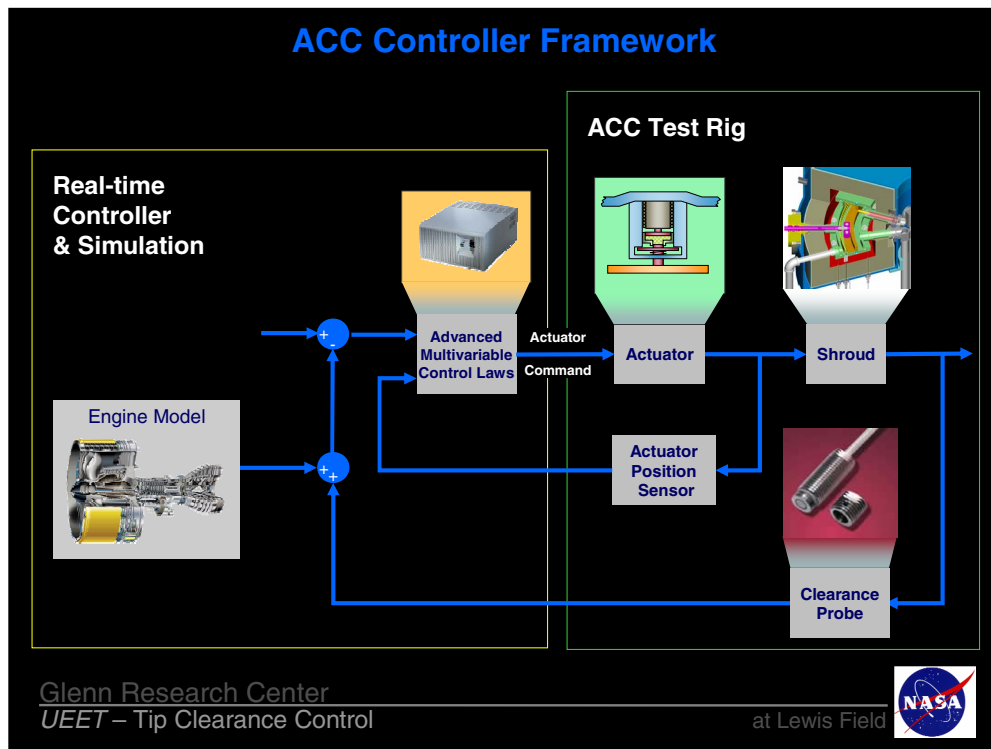 ACC Controller Framework
ACC Test Rig
Real-time
Controller
& Simulation
+
-
Advanced
Multivariable
Control Laws
Actuator
Command
Actuator
Shroud
Engine Model
+
+
Actuator
Position
Sensor
Clearance
Probe
Glenn Research Center
UEET – Tip Clearance Control
at Lewis Field
NASA